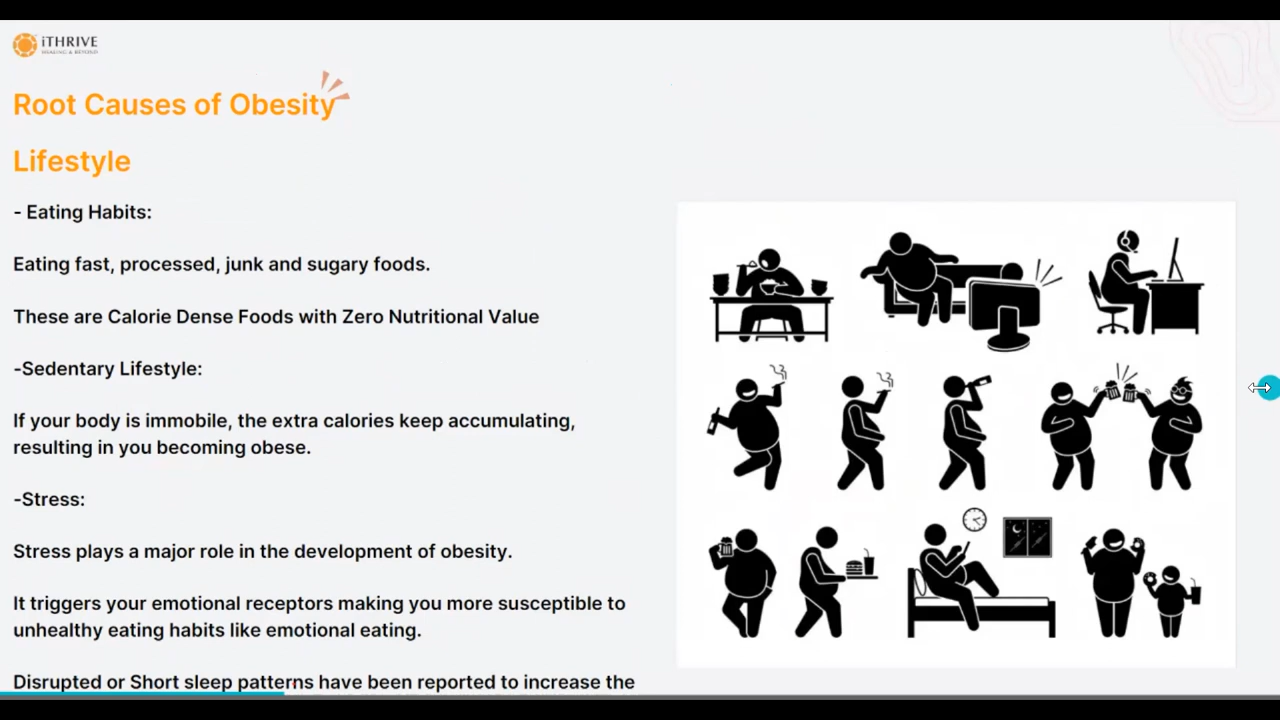 iTHRIVE
HEALING & BEYOND
Root Causes of Obesity
Lifestyle
- Eating Habits:
Eating fast, processed, junk and sugary foods.
These are Calorie Dense Foods with Zero Nutritional Value
-Sedentary Lifestyle:
If your body is immobile, the extra calories keep accumulating,
resulting in you becoming obese.
-Stress:
Stress plays a major role in the development of obesity.
It triggers your emotional receptors making you more susceptible to
unhealthy eating habits like emotional eating.
Disrupted or Short sleep patterns have been reported to increase the